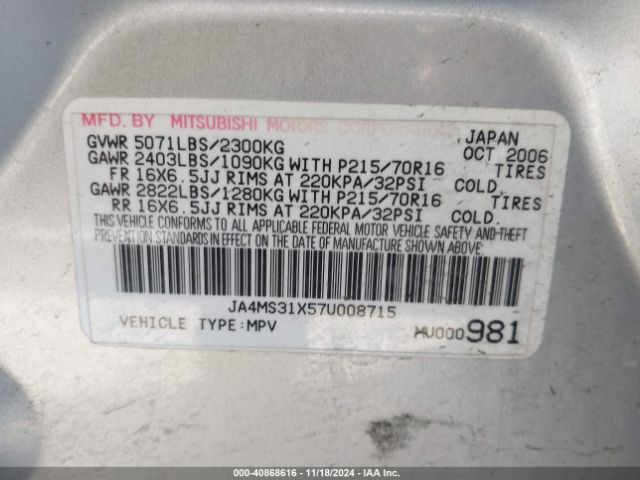 MFD. BY MITSUBISHI MOTORS CORPORATION JAPAN
GVWR 5071LBS/2300KG OCT 2006
GAWR 2403LBS/1090KG WITH P215/70R16 TIRES
FR 16X6.5JJ RIMS AT 220KPA/32PSI COLD.
GAWR 2822LBS/1280KG WITH P215/70R16 TIRES
RR 16X6.5JJ RIMS AT 220KPA/32PSI COLD.
THIS VEHICLE CONFORMS TO ALL APPLICABLE FEDERAL MOTOR VEHICLE SAFETY AND THEFT
PREVENTION STANDARDS IN EFFECT ON THE DATE OF MANUFACTURE SHOWN ABOVE:
JA4MS31X57U008715
VEHICLE TYPE:MPV MU000981
000-40868616 - 11/18/2024 - IAA Inc.